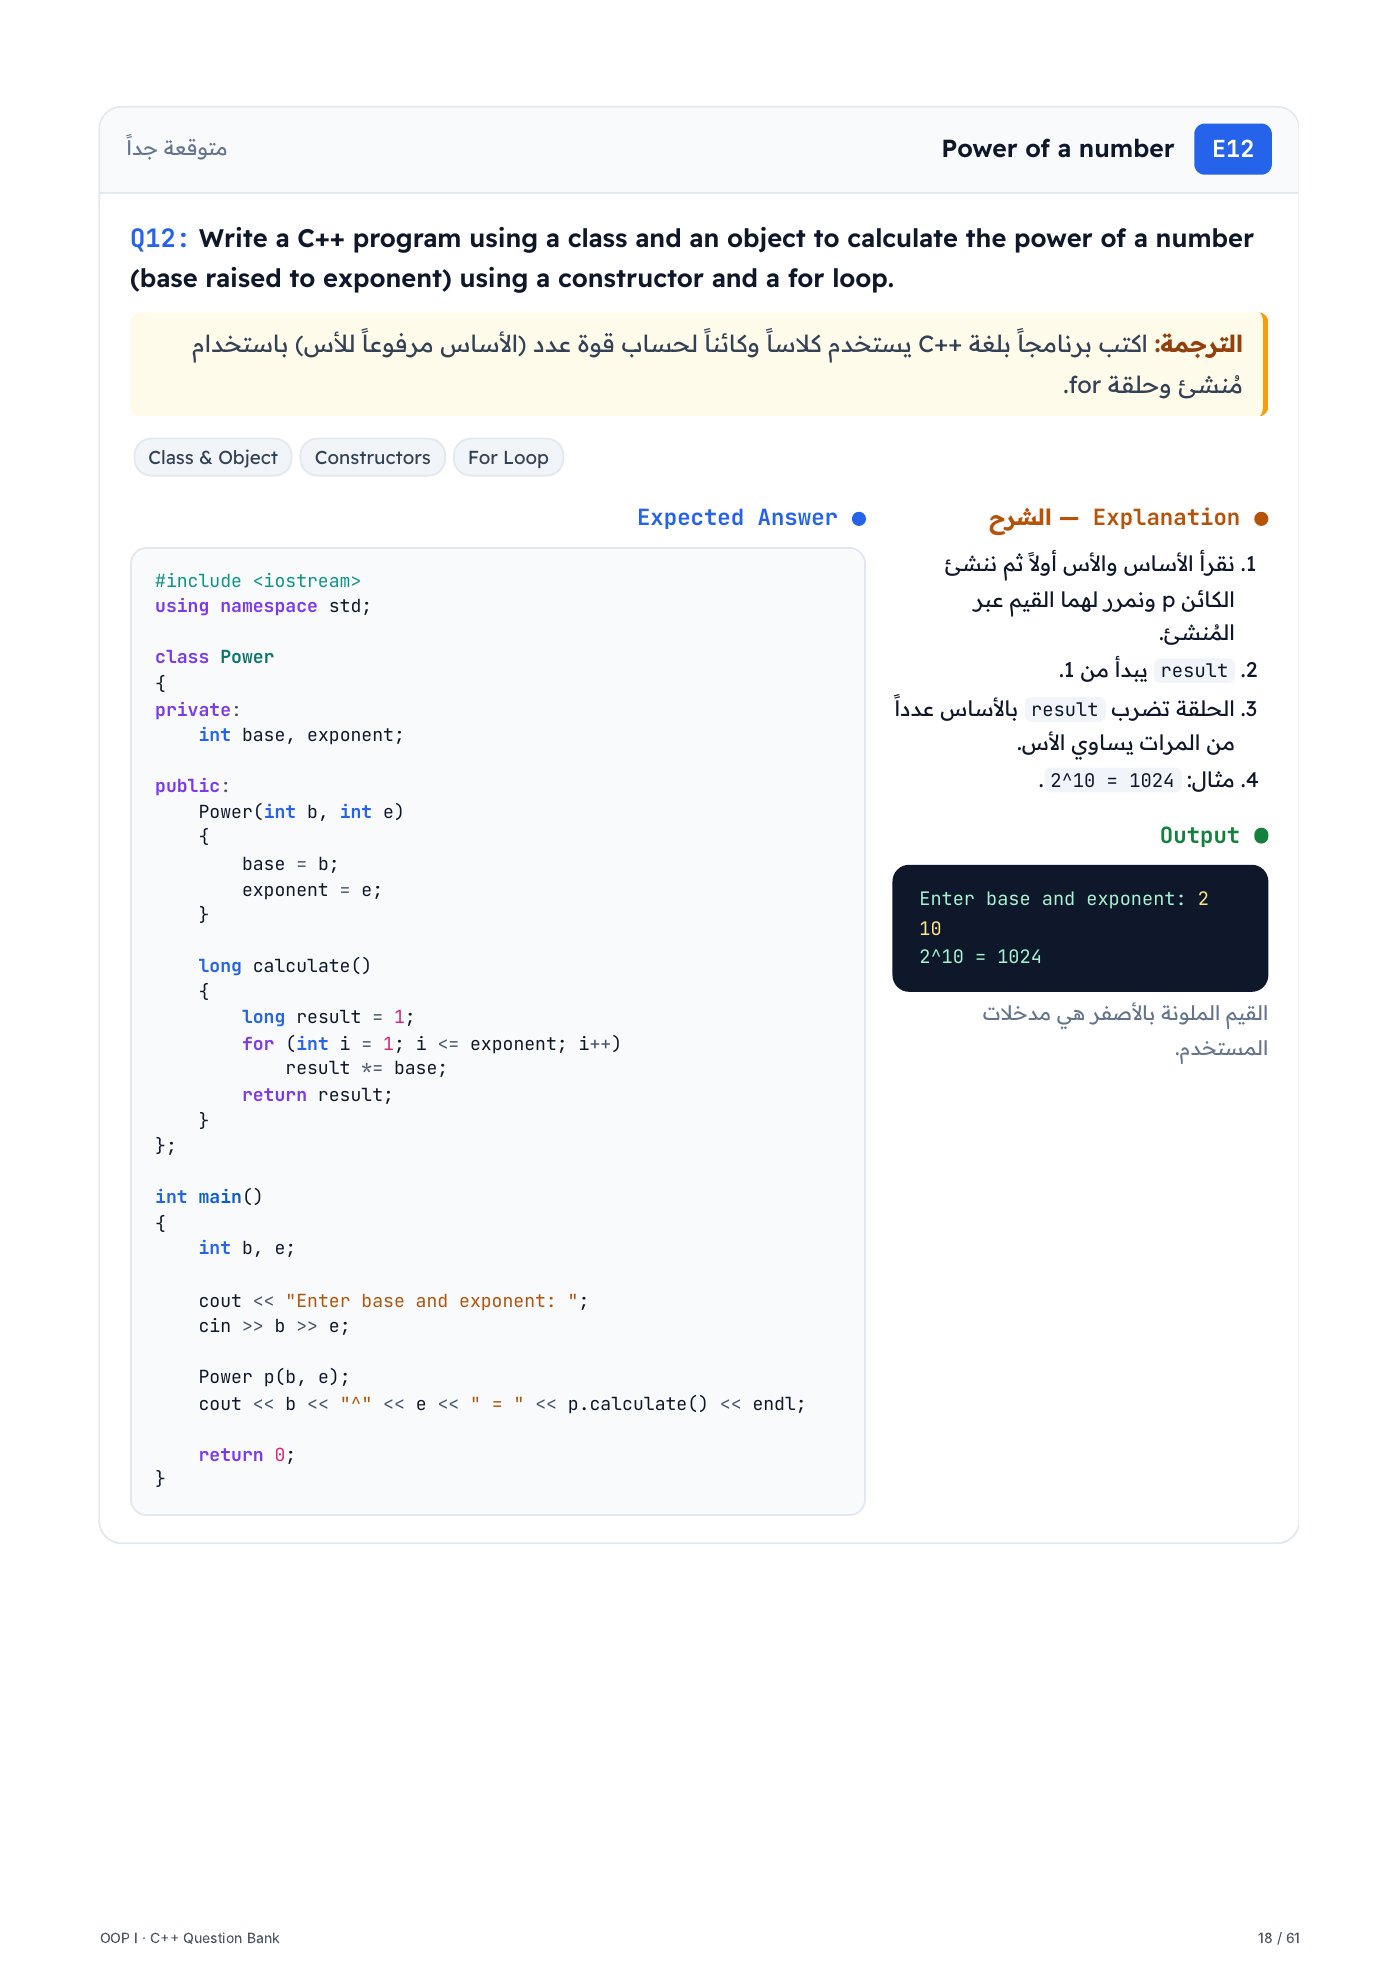 E12 Power of a number متوقعة جداً
Q12: Write a C++ program using a class and an object to calculate the power of a number
(base raised to exponent) using a constructor and a for loop.
الترجمة: اكتب برنامجاً بلغة C++ يستخدم كلاساً وكائناً لحساب قوة عدد (الأساس مرفوعاً للأس) باستخدام
مُنشئ وحلقة for.
Class & Object Constructors For Loop
Explanation — الشرح
1. نقرأ الأساس والأس أولاً ثم ننشئ
الكائن p ونمرر لهما القيم عبر
المُنشئ.
2. result يبدأ من 1.
3. الحلقة تضرب result بالأساس عدداً
من المرات يساوي الأس.
4. مثال: 2^10 = 1024.
Output
Enter base and exponent: 2
10
2^10 = 1024
القيم الملونة بالأصفر هي مدخلات
المستخدم.
Expected Answer
#include <iostream>
using namespace std;
class Power
{
private:
    int base, exponent;
public:
    Power(int b, int e)
    {
        base = b;
        exponent = e;
    }
    long calculate()
    {
        long result = 1;
        for (int i = 1; i <= exponent; i++)
            result *= base;
        return result;
    }
};
int main()
{
    int b, e;
    cout << "Enter base and exponent: ";
    cin >> b >> e;
    Power p(b, e);
    cout << b << "^" << e << " = " << p.calculate() << endl;
    return 0;
}
OOP I · C++ Question Bank
18 / 61